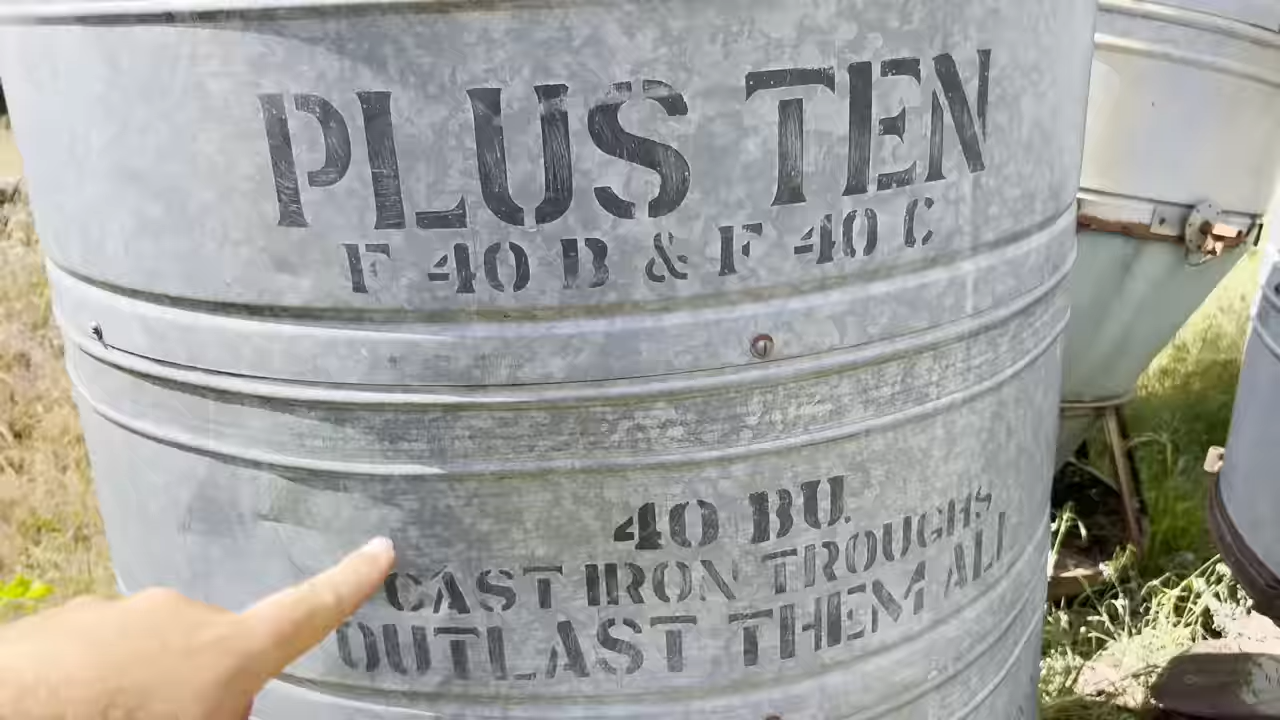 PLUS TEN
F 40 B & F 40 C
40 BU.
CAST IRON TROUGHS
OUTLAST THEM ALL